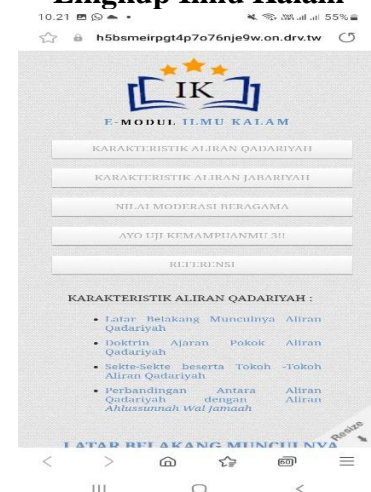 Lingkup Ilmu Kalam
10.21
55%
h5bsmeirpgt4p7o76nje9w.on.drv.tw
IK
E-MODUL ILMU KALAM
KARAKTERISTIK ALIRAN QADARIYAH
KARAKTERISTIK ALIRAN JABARIYAH
NILAI MODERASI BERAGAMA
AYO UJI KEMAMPUANMU 3!!
REFERENSI
KARAKTERISTIK ALIRAN QADARIYAH :
• Latar Belakang Munculnya Aliran
Qadariyah
• Doktrin Ajaran Pokok Aliran
Qadariyah
• Sekte-Sekte beserta Tokoh -Tokoh
Aliran Qadariyah
• Perbandingan Antara Aliran
Qadariyah dengan Aliran
Ahlussunnah Wal Jamaah
Resize
LATAR BELAKANG MUNCULNYA
60